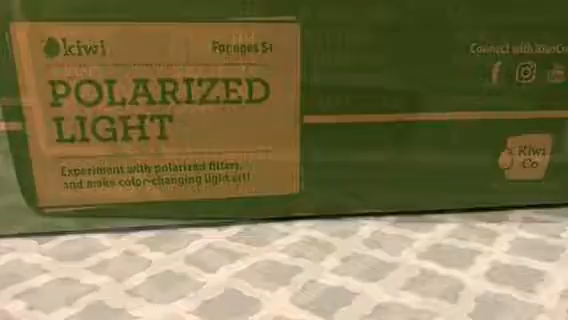 kiwi
For ages 5+
Connect with KiwiCo
POLARIZED
LIGHT
Experiment with polarized filters,
and make color-changing light art!
Kiwi
Co